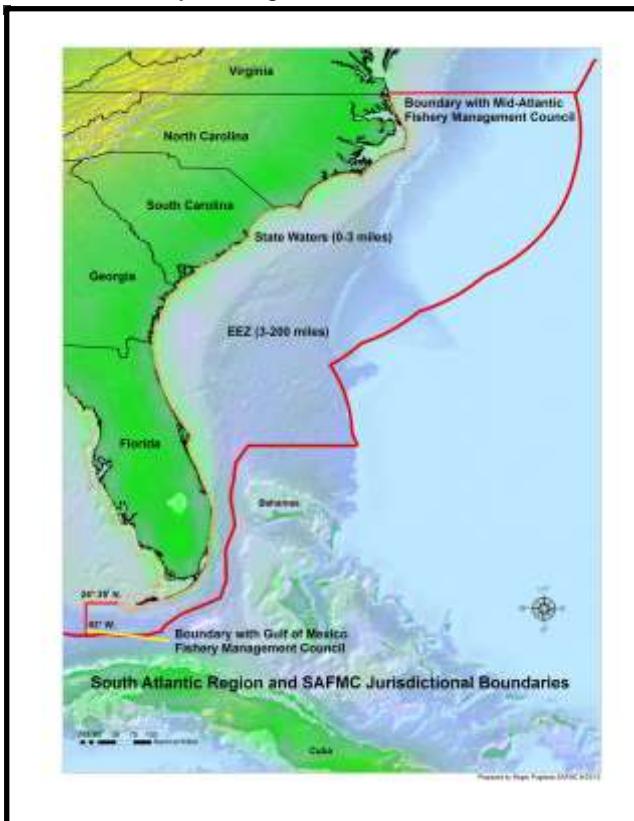 Virginia
Boundary with Mid-Atlantic
Fishery Management Council
North Carolina
South Carolina
State Waters (0-3 miles)
Georgia
EEZ (3-200 miles)
Florida
Bahamas
Boundary with Gulf of Mexico
Fishery Management Council
South Atlantic Region and SAFMC Jurisdictional Boundaries
Cuba